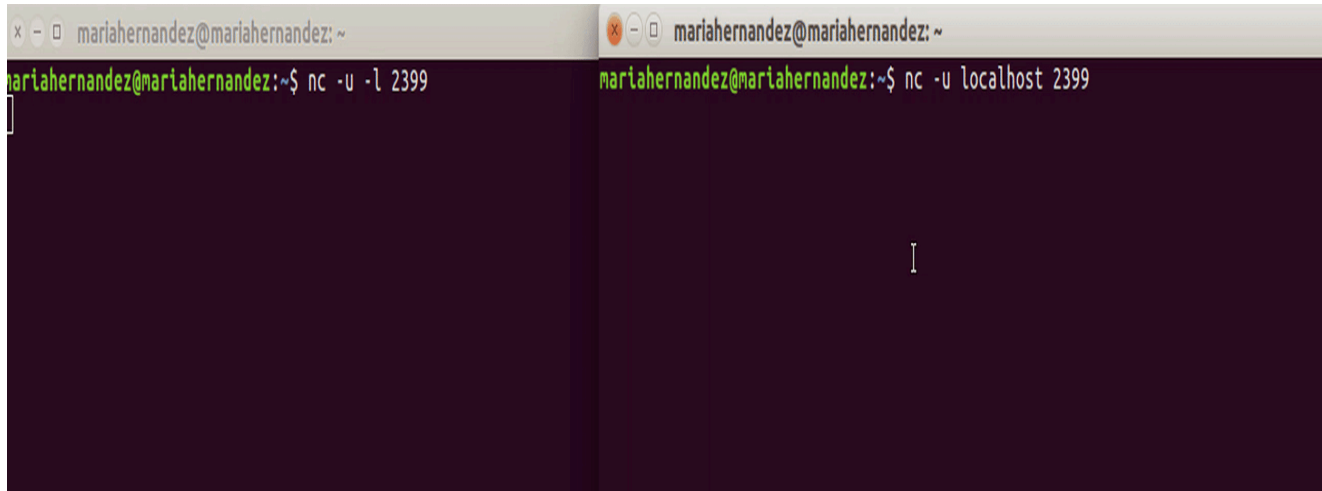 mariahernandez@mariahernandez: ~
mariahernandez@mariahernandez:~$ nc -u -l 2399
mariahernandez@mariahernandez: ~
mariahernandez@mariahernandez:~$ nc -u localhost 2399